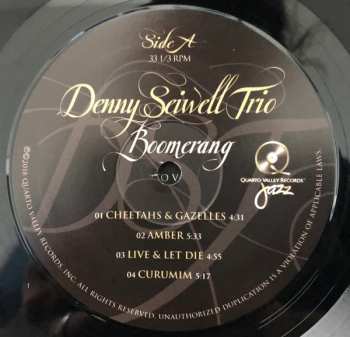 Side A
33 1/3 RPM
Denny Seiwell Trio
Boomerang
QUARTO VALLEY RECORDS
Jazz
01 CHEETAHS & GAZELLES 4:31
02 AMBER 5:33
03 LIVE & LET DIE 4:55
04 CURUMIM 5:17
©2018 QUARTO VALLEY RECORDS, INC. ALL RIGHTS RESERVED. UNAUTHORIZED DUPLICATION IS A VIOLATION OF APPLICABLE LAWS.